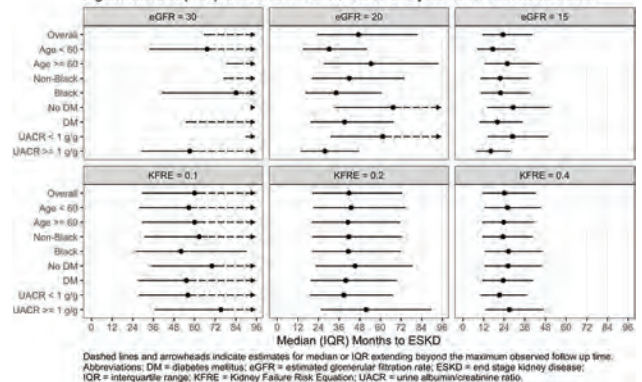 eGFR = 30 eGFR = 20 eGFR = 15
Overall
Age < 60
Age >= 60
Non-Black
Black
No DM
DM
UACR < 1 g/g
UACR >= 1 g/g
KFRE = 0.1 KFRE = 0.2 KFRE = 0.4
Overall
Age < 60
Age >= 60
Non-Black
Black
No DM
DM
UACR < 1 g/g
UACR >= 1 g/g
0 12 24 36 48 60 72 84 96 0 12 24 36 48 60 72 84 96 0 12 24 36 48 60 72 84 96
Median (IQR) Months to ESKD
Dashed lines and arrowheads indicate estimates for median or IQR extending beyond the maximum observed follow up time.
Abbreviations: DM = diabetes mellitus; eGFR = estimated glomerular filtration rate; ESKD = end stage kidney disease;
IQR = interquartile range; KFRE = Kidney Failure Risk Equation; UACR = urine albumin/creatinine ratio.